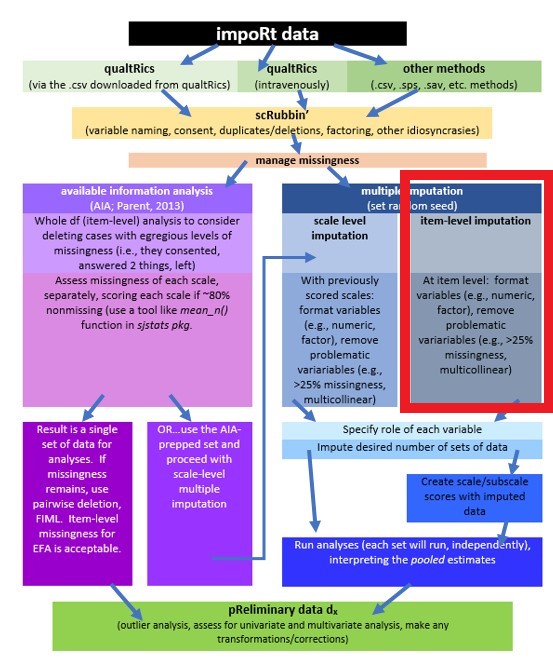 impoRt data
qualtRics
(via the .csv downloaded from qualtRics)
qualtRics
(intravenously)
other methods
(.csv, .sps, .sav, etc. methods)
scRubbin’
(variable naming, consent, duplicates/deletions, factoring, other idiosyncrasies)
manage missingness
available information analysis
(AIA; Parent, 2013)
Whole df (item-level) analysis to consider
deleting cases with egregious levels of
missingness (i.e., they consented,
answered 2 things, left)
Assess missingness of each scale,
separately, scoring each scale if ~80%
nonmissing (use a tool like mean_n()
function in sjstats pkg.
Result is a single
set of data for
analyses. If
missingness
remains, use
pairwise deletion,
FIML. Item-level
missingness for
EFA is acceptable.
OR...use the AIA-
prepped set and
proceed with
scale-level
multiple
imputation
multiple imputation
(set random seed)
scale level
imputation
With previously
scored scales:
format variables
(e.g., numeric,
factor), remove
problematic
varariables (e.g.,
>25% missingness,
multicollinear)
item-level imputation
At item level: format
variables (e.g., numeric,
factor), remove
problematic
varariables (e.g., >25%
missingness,
multicollinear)
Specify role of each variable
Impute desired number of sets of data
Create scale/subscale
scores with imputed
data
Run analyses (each set will run, independently),
interpreting the pooled estimates
pReliminary data dx
(outlier analysis, assess for univariate and multivariate analysis, make any
transformations/corrections)